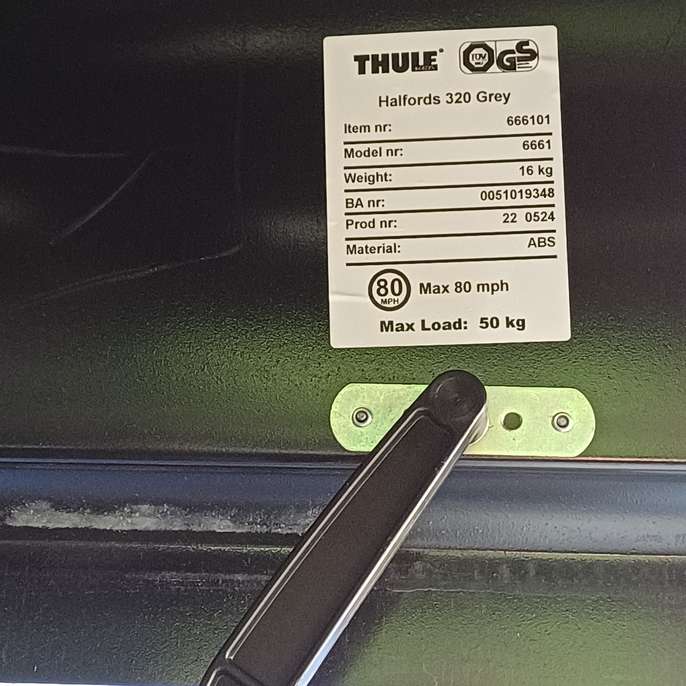 THULE
TÜV
GS
Halfords 320 Grey
Item nr: 666101
Model nr: 6661
Weight: 16 kg
BA nr: 0051019348
Prod nr: 22 0524
Material: ABS
80 MPH Max 80 mph
Max Load: 50 kg